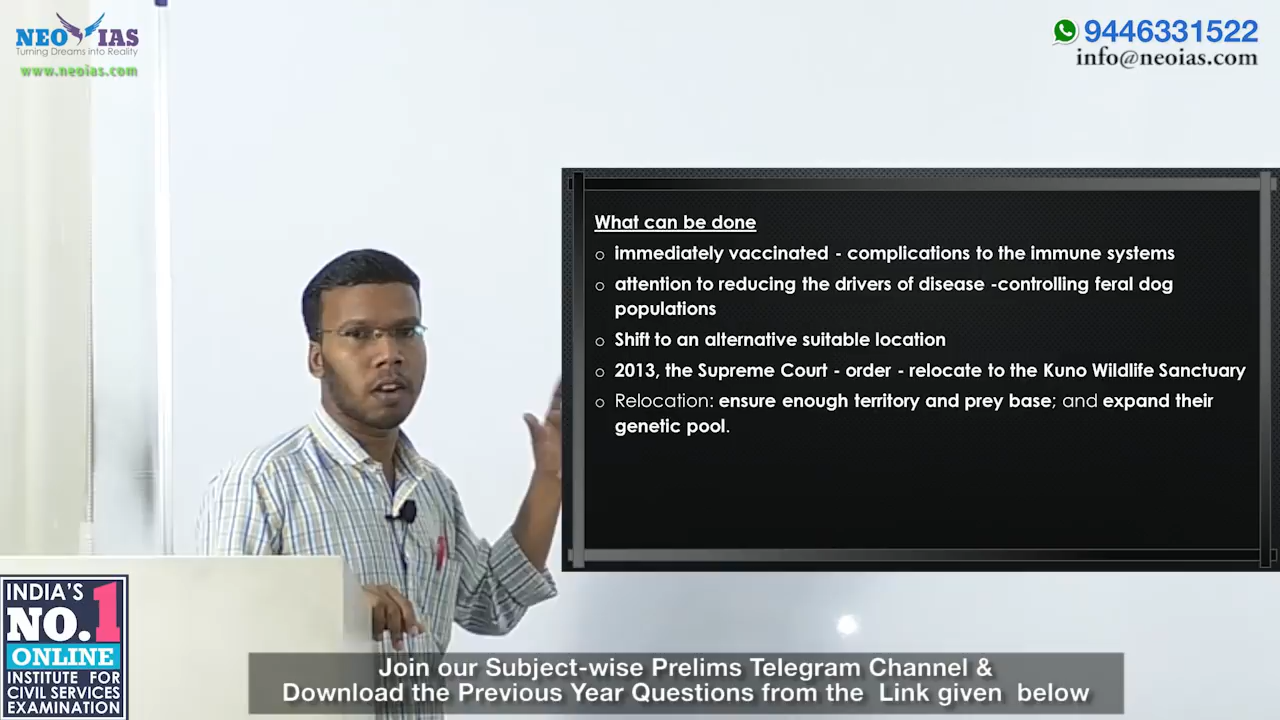 NEO IAS
Turning Dreams into Reality
www.neoias.com
9446331522
info@neoias.com
What can be done
immediately vaccinated - complications to the immune systems
attention to reducing the drivers of disease -controlling feral dog
populations
Shift to an alternative suitable location
2013, the Supreme Court - order - relocate to the Kuno Wildlife Sanctuary
Relocation: ensure enough territory and prey base; and expand their
genetic pool.
INDIA'S
NO.1
ONLINE
INSTITUTE FOR
CIVIL SERVICES
EXAMINATION
Join our Subject-wise Prelims Telegram Channel &
Download the Previous Year Questions from the Link given below